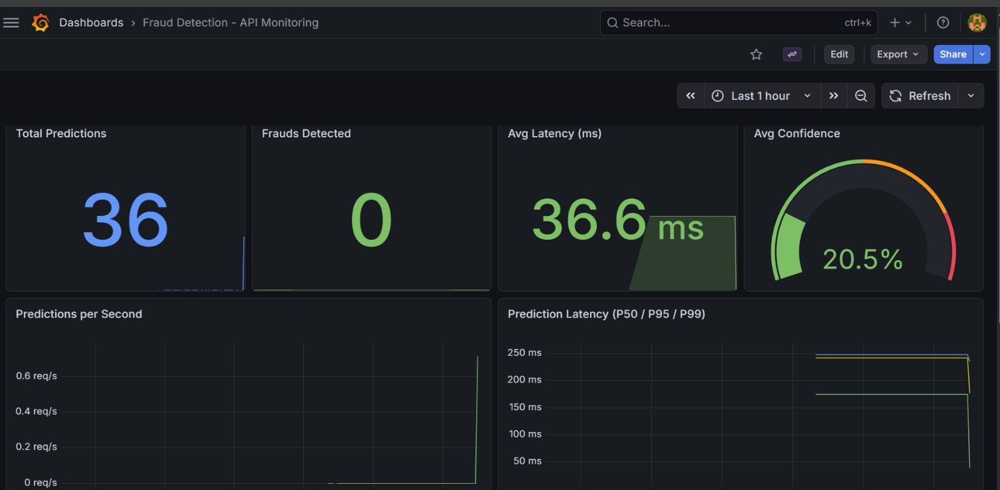 Dashboards › Fraud Detection - API Monitoring
Search... ctrl+k
Edit Export Share
Last 1 hour Refresh
Total Predictions
36
Frauds Detected
0
Avg Latency (ms)
36.6 ms
Avg Confidence
20.5%
Predictions per Second
0.6 req/s
0.4 req/s
0.2 req/s
0 req/s
Prediction Latency (P50 / P95 / P99)
250 ms
200 ms
150 ms
100 ms
50 ms